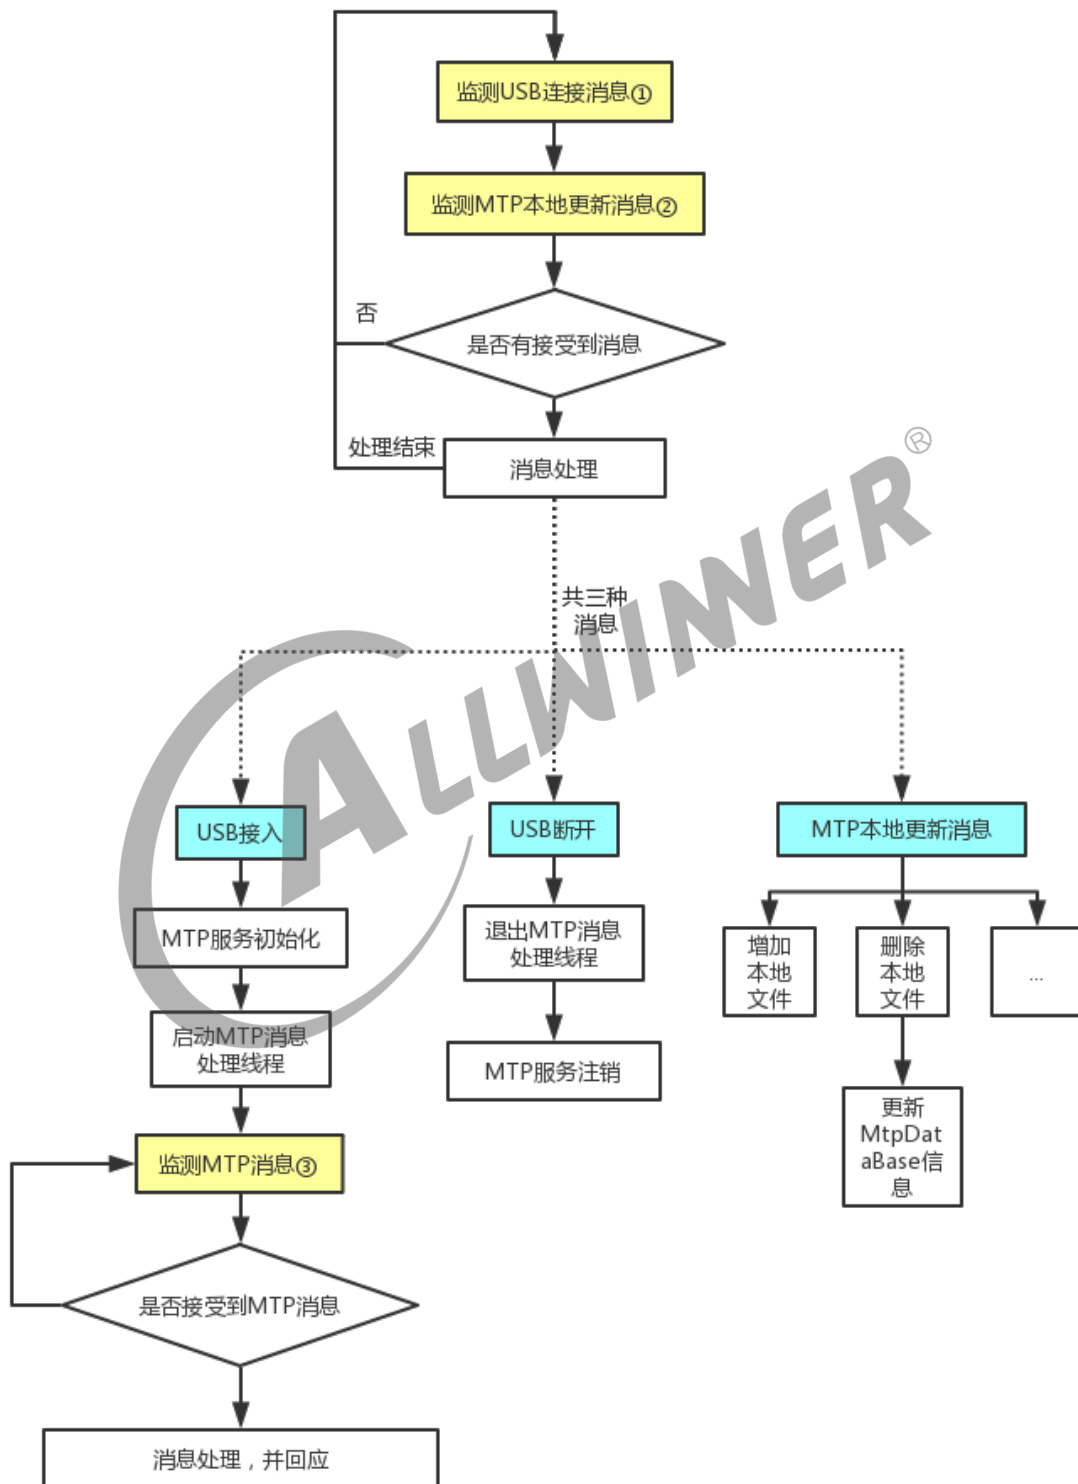 监测USB连接消息①
监测MTP本地更新消息②
否
是否有接受到消息
处理结束
消息处理
共三种
消息
ALLWINNER®
USB接入
USB断开
MTP本地更新消息
MTP服务初始化
退出MTP消息
处理线程
增加
本地
文件
删除
本地
文件
...
启动MTP消息
处理线程
MTP服务注销
更新
MtpDat
aBase信
息
监测MTP消息③
是否接受到MTP消息
消息处理，并回应